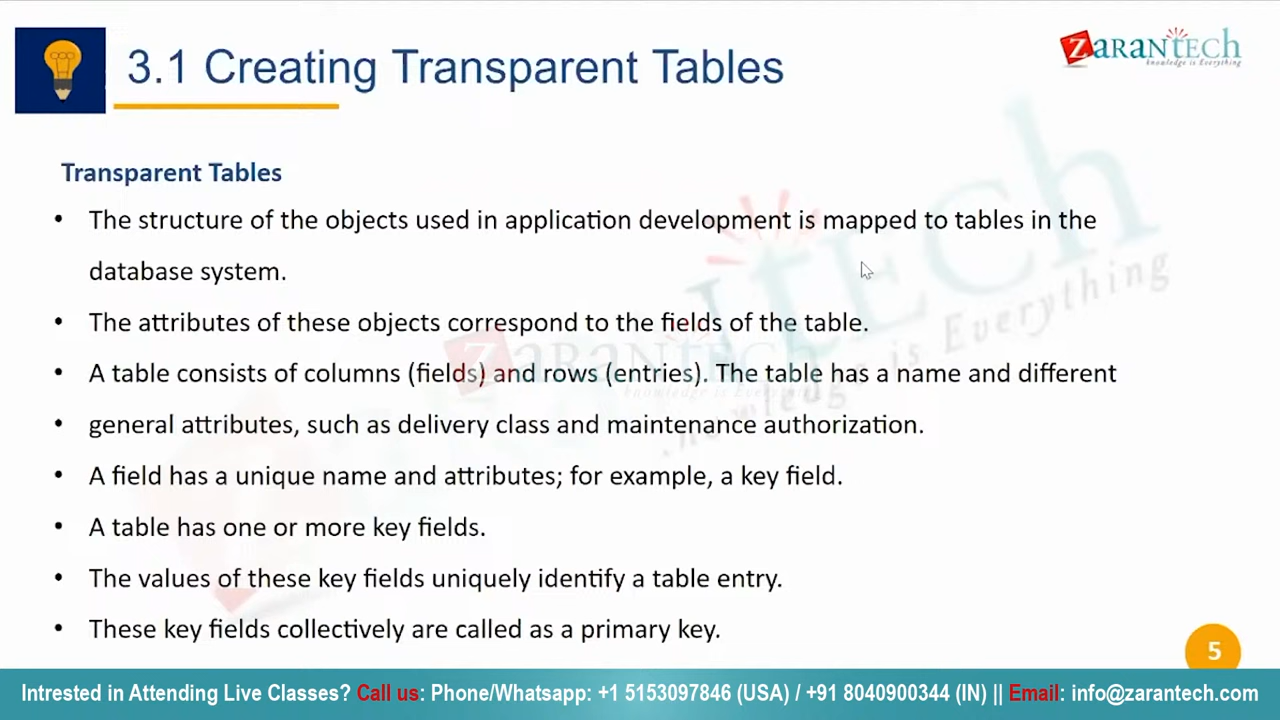 3.1 Creating Transparent Tables
ZARANTECH
knowledge is Everything
Transparent Tables
• The structure of the objects used in application development is mapped to tables in the
database system.
• The attributes of these objects correspond to the fields of the table.
• A table consists of columns (fields) and rows (entries). The table has a name and different
• general attributes, such as delivery class and maintenance authorization.
• A field has a unique name and attributes; for example, a key field.
• A table has one or more key fields.
• The values of these key fields uniquely identify a table entry.
• These key fields collectively are called as a primary key.
5
Intrested in Attending Live Classes? Call us: Phone/Whatsapp: +1 5153097846 (USA) / +91 8040900344 (IN) || Email: info@zarantech.com